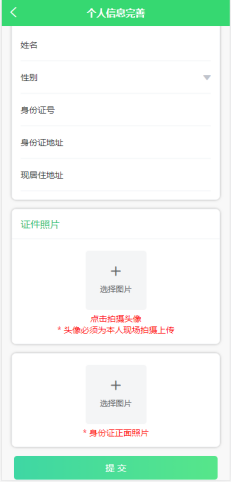 个人信息完善
姓名
性别
身份证号
身份证地址
现居住地址
证件照片
选择图片
点击拍摄头像
* 头像必须为本人现场拍摄上传
选择图片
* 身份证正面照片
提 交